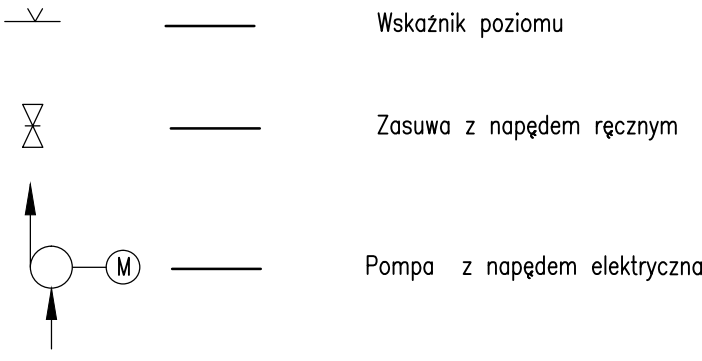 Wskaźnik poziomu
Zasuwa z napędem ręcznym
M
Pompa z napędem elektryczna